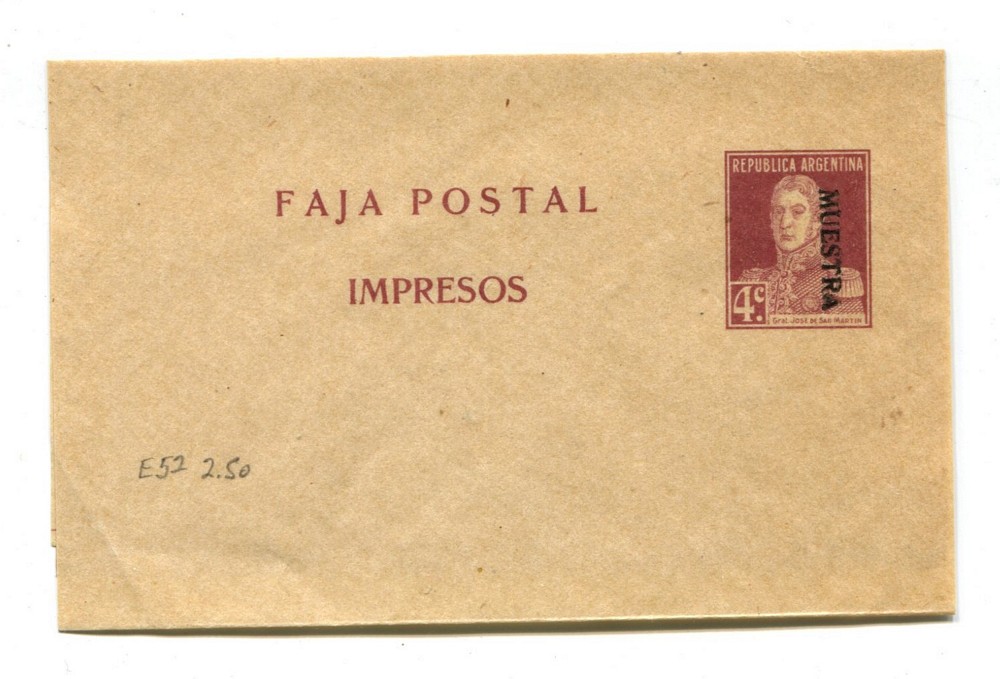 REPUBLICA ARGENTINA
FAJA POSTAL
MUESTRA
IMPRESOS
4c.
Gral. José de San Martín
E52 2.50